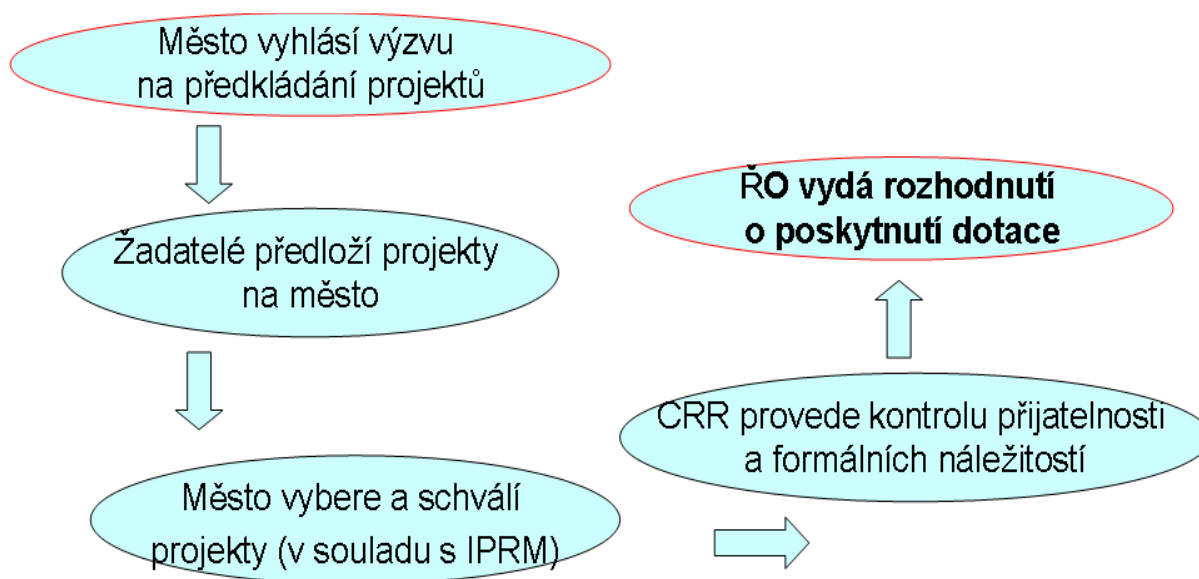 Město vyhlásí výzvu
na předkládání projektů
Žadatelé předloží projekty
na město
Město vybere a schválí
projekty (v souladu s IPRM)
CRR provede kontrolu přijatelnosti
a formálních náležitostí
ŘO vydá rozhodnutí
o poskytnutí dotace